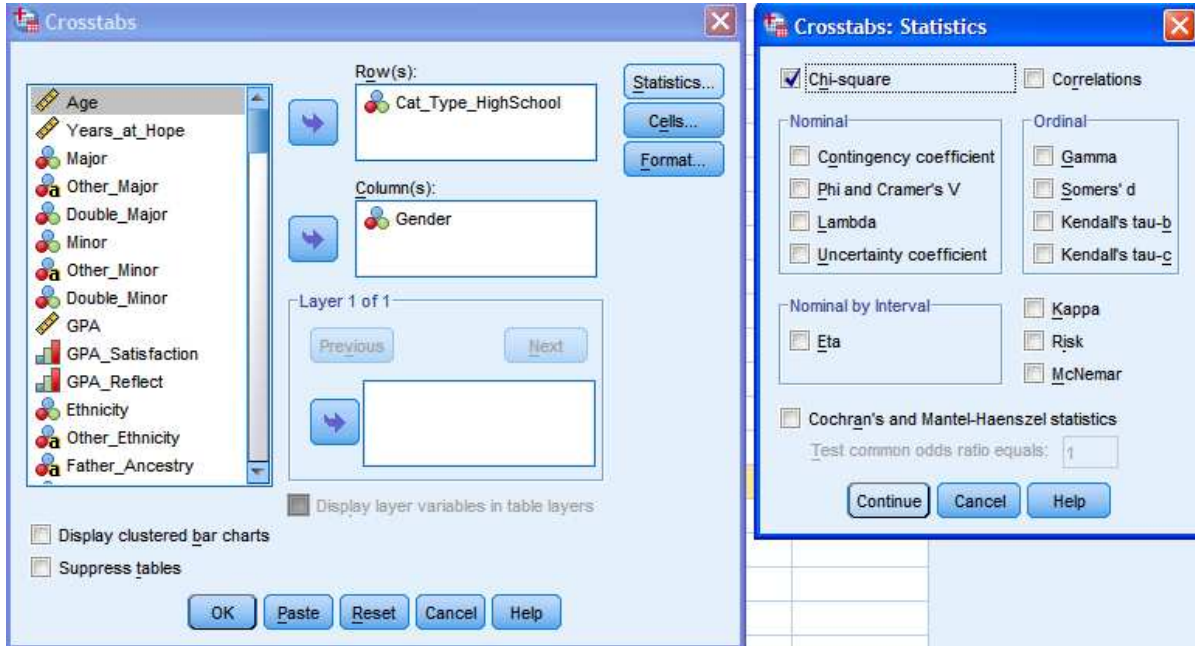 Crosstabs
Age
Years_at_Hope
Major
Other_Major
Double_Major
Minor
Other_Minor
Double_Minor
GPA
GPA_Satisfaction
GPA_Reflect
Ethnicity
Other_Ethnicity
Father_Ancestry
Row(s):
Cat_Type_HighSchool
Column(s):
Gender
Layer 1 of 1
Previous Next
Display layer variables in table layers
Statistics...
Cells...
Format...
Display clustered bar charts
Suppress tables
OK Paste Reset Cancel Help
Crosstabs: Statistics
Chi-square Correlations
Nominal
Contingency coefficient
Phi and Cramer's V
Lambda
Uncertainty coefficient
Ordinal
Gamma
Somers' d
Kendall's tau-b
Kendall's tau-c
Nominal by Interval
Eta
Kappa
Risk
McNemar
Cochran's and Mantel-Haenszel statistics
Test common odds ratio equals: 1
Continue Cancel Help